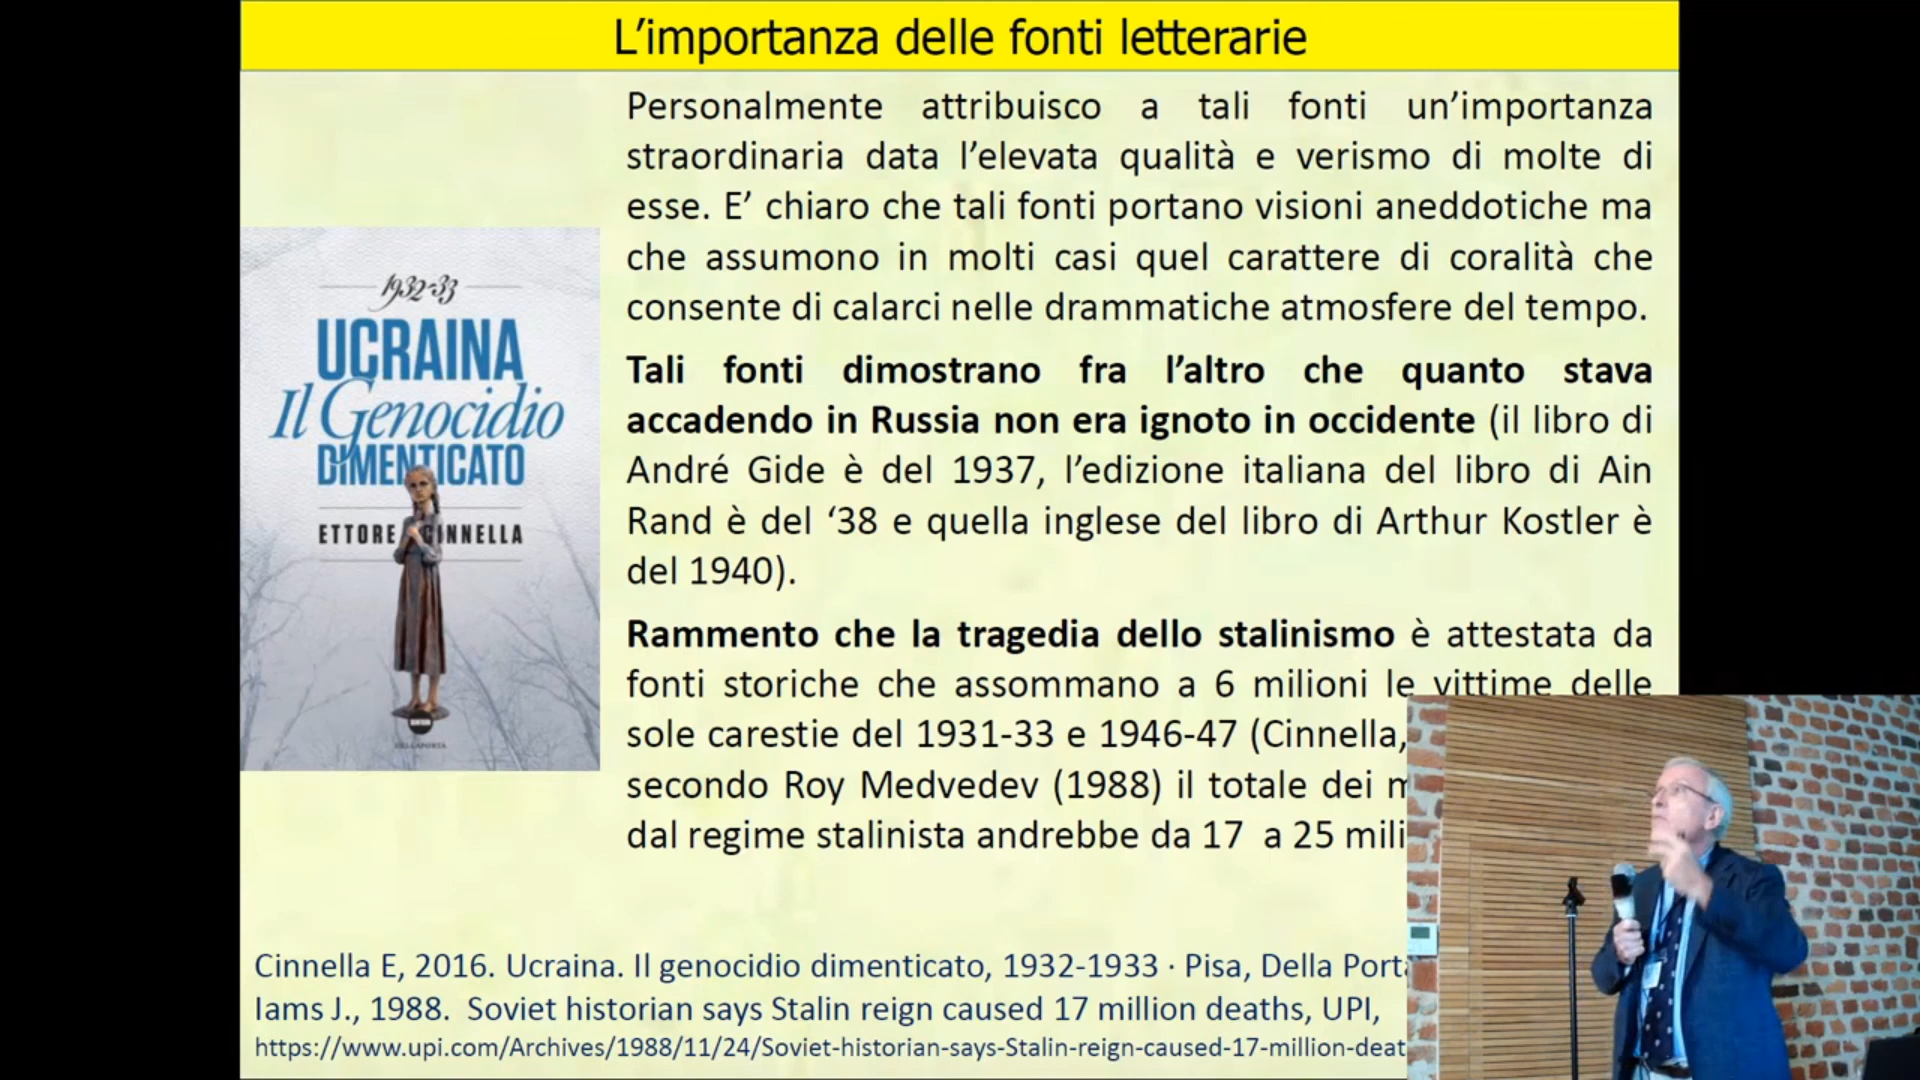 L’importanza delle fonti letterarie
Personalmente attribuisco a tali fonti un’importanza
straordinaria data l’elevata qualità e verismo di molte di
esse. E’ chiaro che tali fonti portano visioni aneddotiche ma
che assumono in molti casi quel carattere di coralità che
consente di calarci nelle drammatiche atmosfere del tempo.
Tali fonti dimostrano fra l’altro che quanto stava
accadendo in Russia non era ignoto in occidente (il libro di
André Gide è del 1937, l’edizione italiana del libro di Ain
Rand è del ‘38 e quella inglese del libro di Arthur Kostler è
del 1940).
Rammento che la tragedia dello stalinismo è attestata da
fonti storiche che assommano a 6 milioni le vittime delle
sole carestie del 1931-33 e 1946-47 (Cinnella,
secondo Roy Medvedev (1988) il totale dei
dal regime stalinista andrebbe da 17 a 25
1932-33
UCRAINA
Il Genocidio
DIMENTICATO
ETTORE CINNELLA
DELLAPORTA
Cinnella E, 2016. Ucraina. Il genocidio dimenticato, 1932-1933 · Pisa, Della
Iams J., 1988. Soviet historian says Stalin reign caused 17 million deaths, UPI,
https://www.upi.com/Archives/1988/11/24/Soviet-historian-says-Stalin-reign-caused-17-million-deat